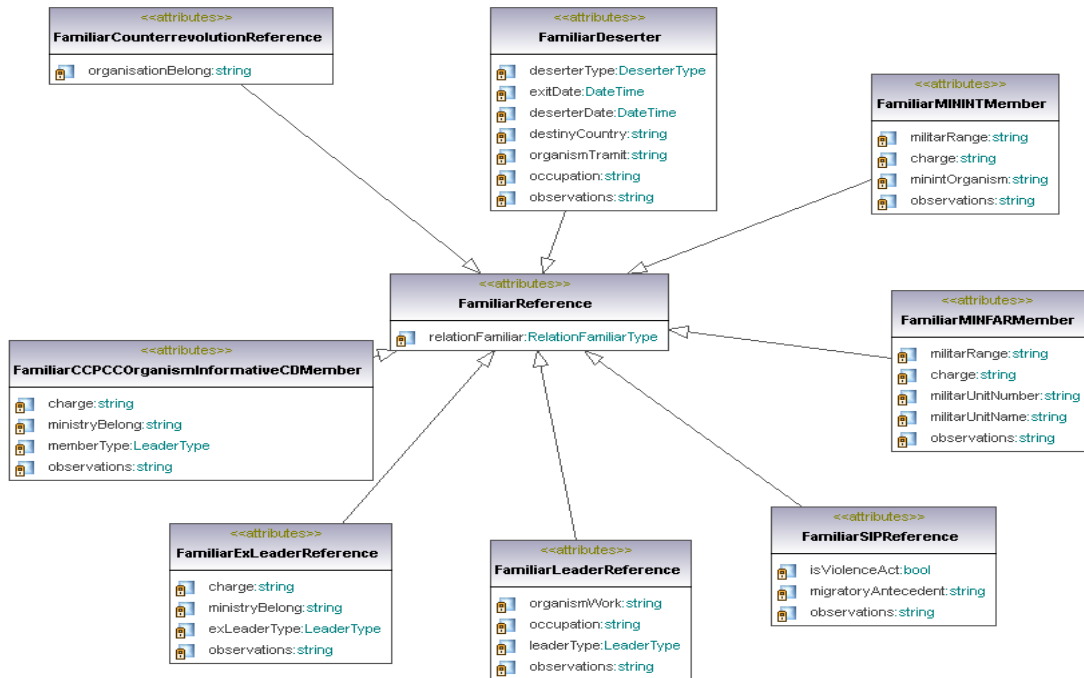 <<attributes>>
FamiliarCounterrevolutionReference
organisationBelong:string
<<attributes>>
FamiliarDeserter
deserterType:DeserterType
exitDate:DateTime
deserterDate:DateTime
destinyCountry:string
organismTramit:string
occupation:string
observations:string
<<attributes>>
FamiliarMININTMember
militarRange:string
charge:string
minintOrganism:string
observations:string
<<attributes>>
FamiliarReference
relationFamiliar:RelationFamiliarType
<<attributes>>
FamiliarMINFARMember
militarRange:string
charge:string
militarUnitNumber:string
militarUnitName:string
observations:string
<<attributes>>
FamiliarCCPCCOrganismInformativeCDMember
charge:string
ministryBelong:string
memberType:LeaderType
observations:string
<<attributes>>
FamiliarExLeaderReference
charge:string
ministryBelong:string
exLeaderType:LeaderType
observations:string
<<attributes>>
FamiliarLeaderReference
organismWork:string
occupation:string
leaderType:LeaderType
observations:string
<<attributes>>
FamiliarSIPReference
isViolenceAct:bool
migratoryAntecedent:string
observations:string